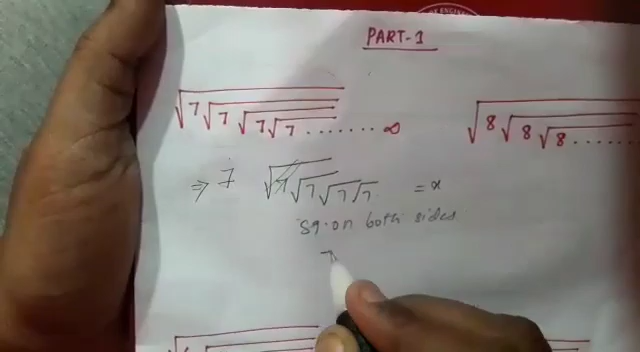 PART-1
√7√7√7√7.......∞ √8√8√8......
⇒ 7 √7√7√7√7 = x
Sq. on both sides
7